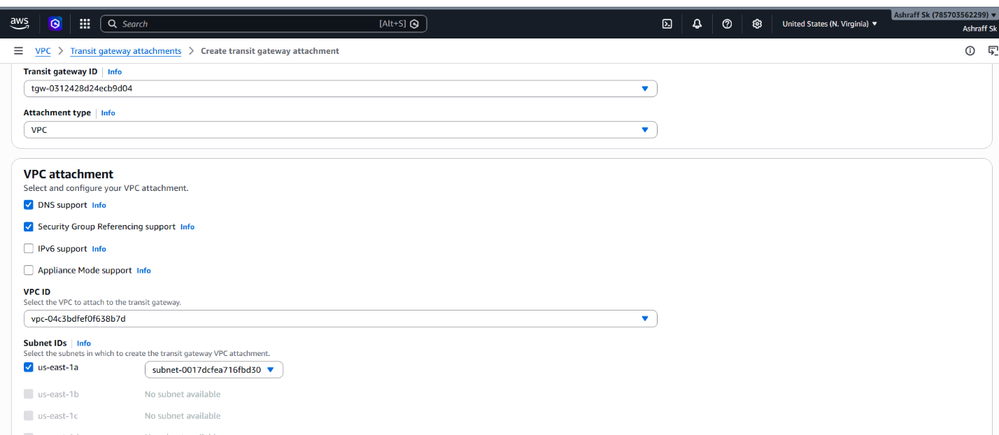 aws
Search [Alt+S]
United States (N. Virginia)
Ashraff Sk (785703562299)
Ashraff Sk
VPC > Transit gateway attachments > Create transit gateway attachment
Transit gateway ID | Info
tgw-0312428d24ecb9d04
Attachment type | Info
VPC
VPC attachment
Select and configure your VPC attachment.
DNS support Info
Security Group Referencing support Info
IPv6 support Info
Appliance Mode support Info
VPC ID
Select the VPC to attach to the transit gateway.
vpc-04c3bdfef0f638b7d
Subnet IDs | Info
Select the subnets in which to create the transit gateway VPC attachment.
us-east-1a subnet-0017dcfea716fbd30
us-east-1b No subnet available
us-east-1c No subnet available